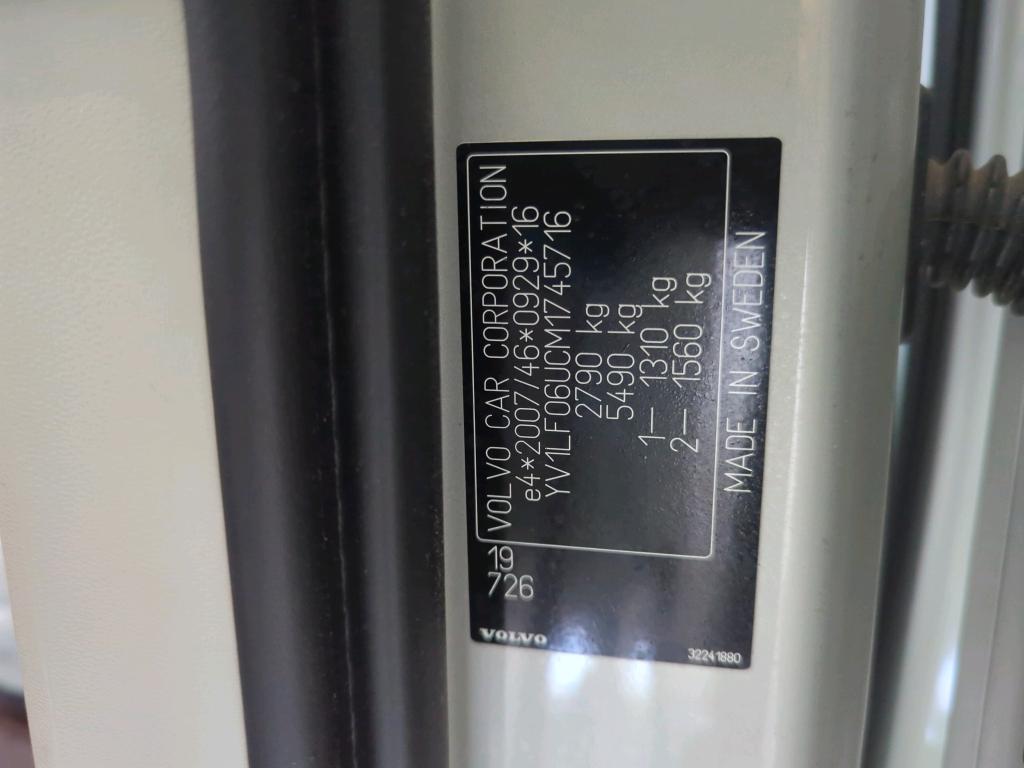 VOLVO CAR CORPORATION
e4*2007/46*0929*16
YV1LF06UCM1745716
2790 kg
5490 kg
1— 1310 kg
2— 1560 kg
MADE IN SWEDEN
19
726
VOLVO
32241880